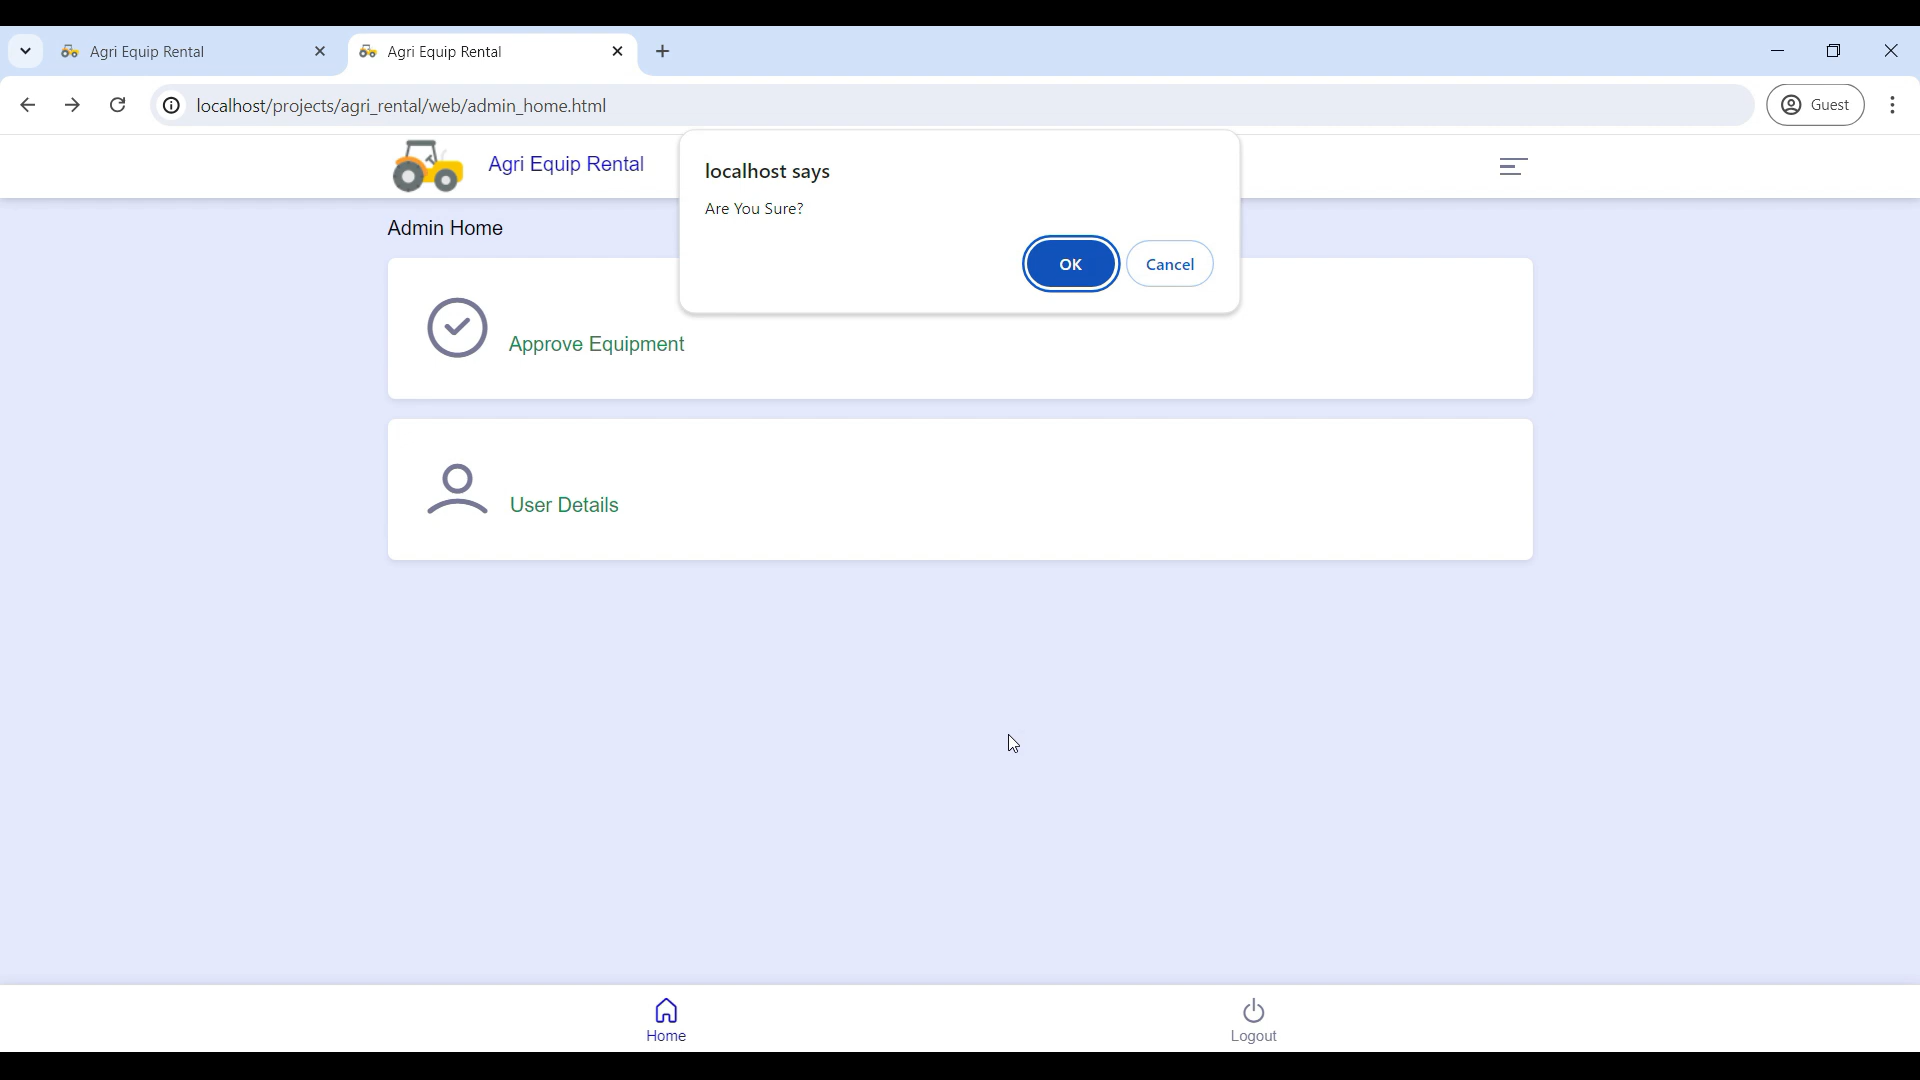 Agri Equip Rental
Agri Equip Rental
localhost/projects/agri_rental/web/admin_home.html
Guest
Agri Equip Rental
localhost says
Are You Sure?
OK
Cancel
Admin Home
Approve Equipment
User Details
Home
Logout